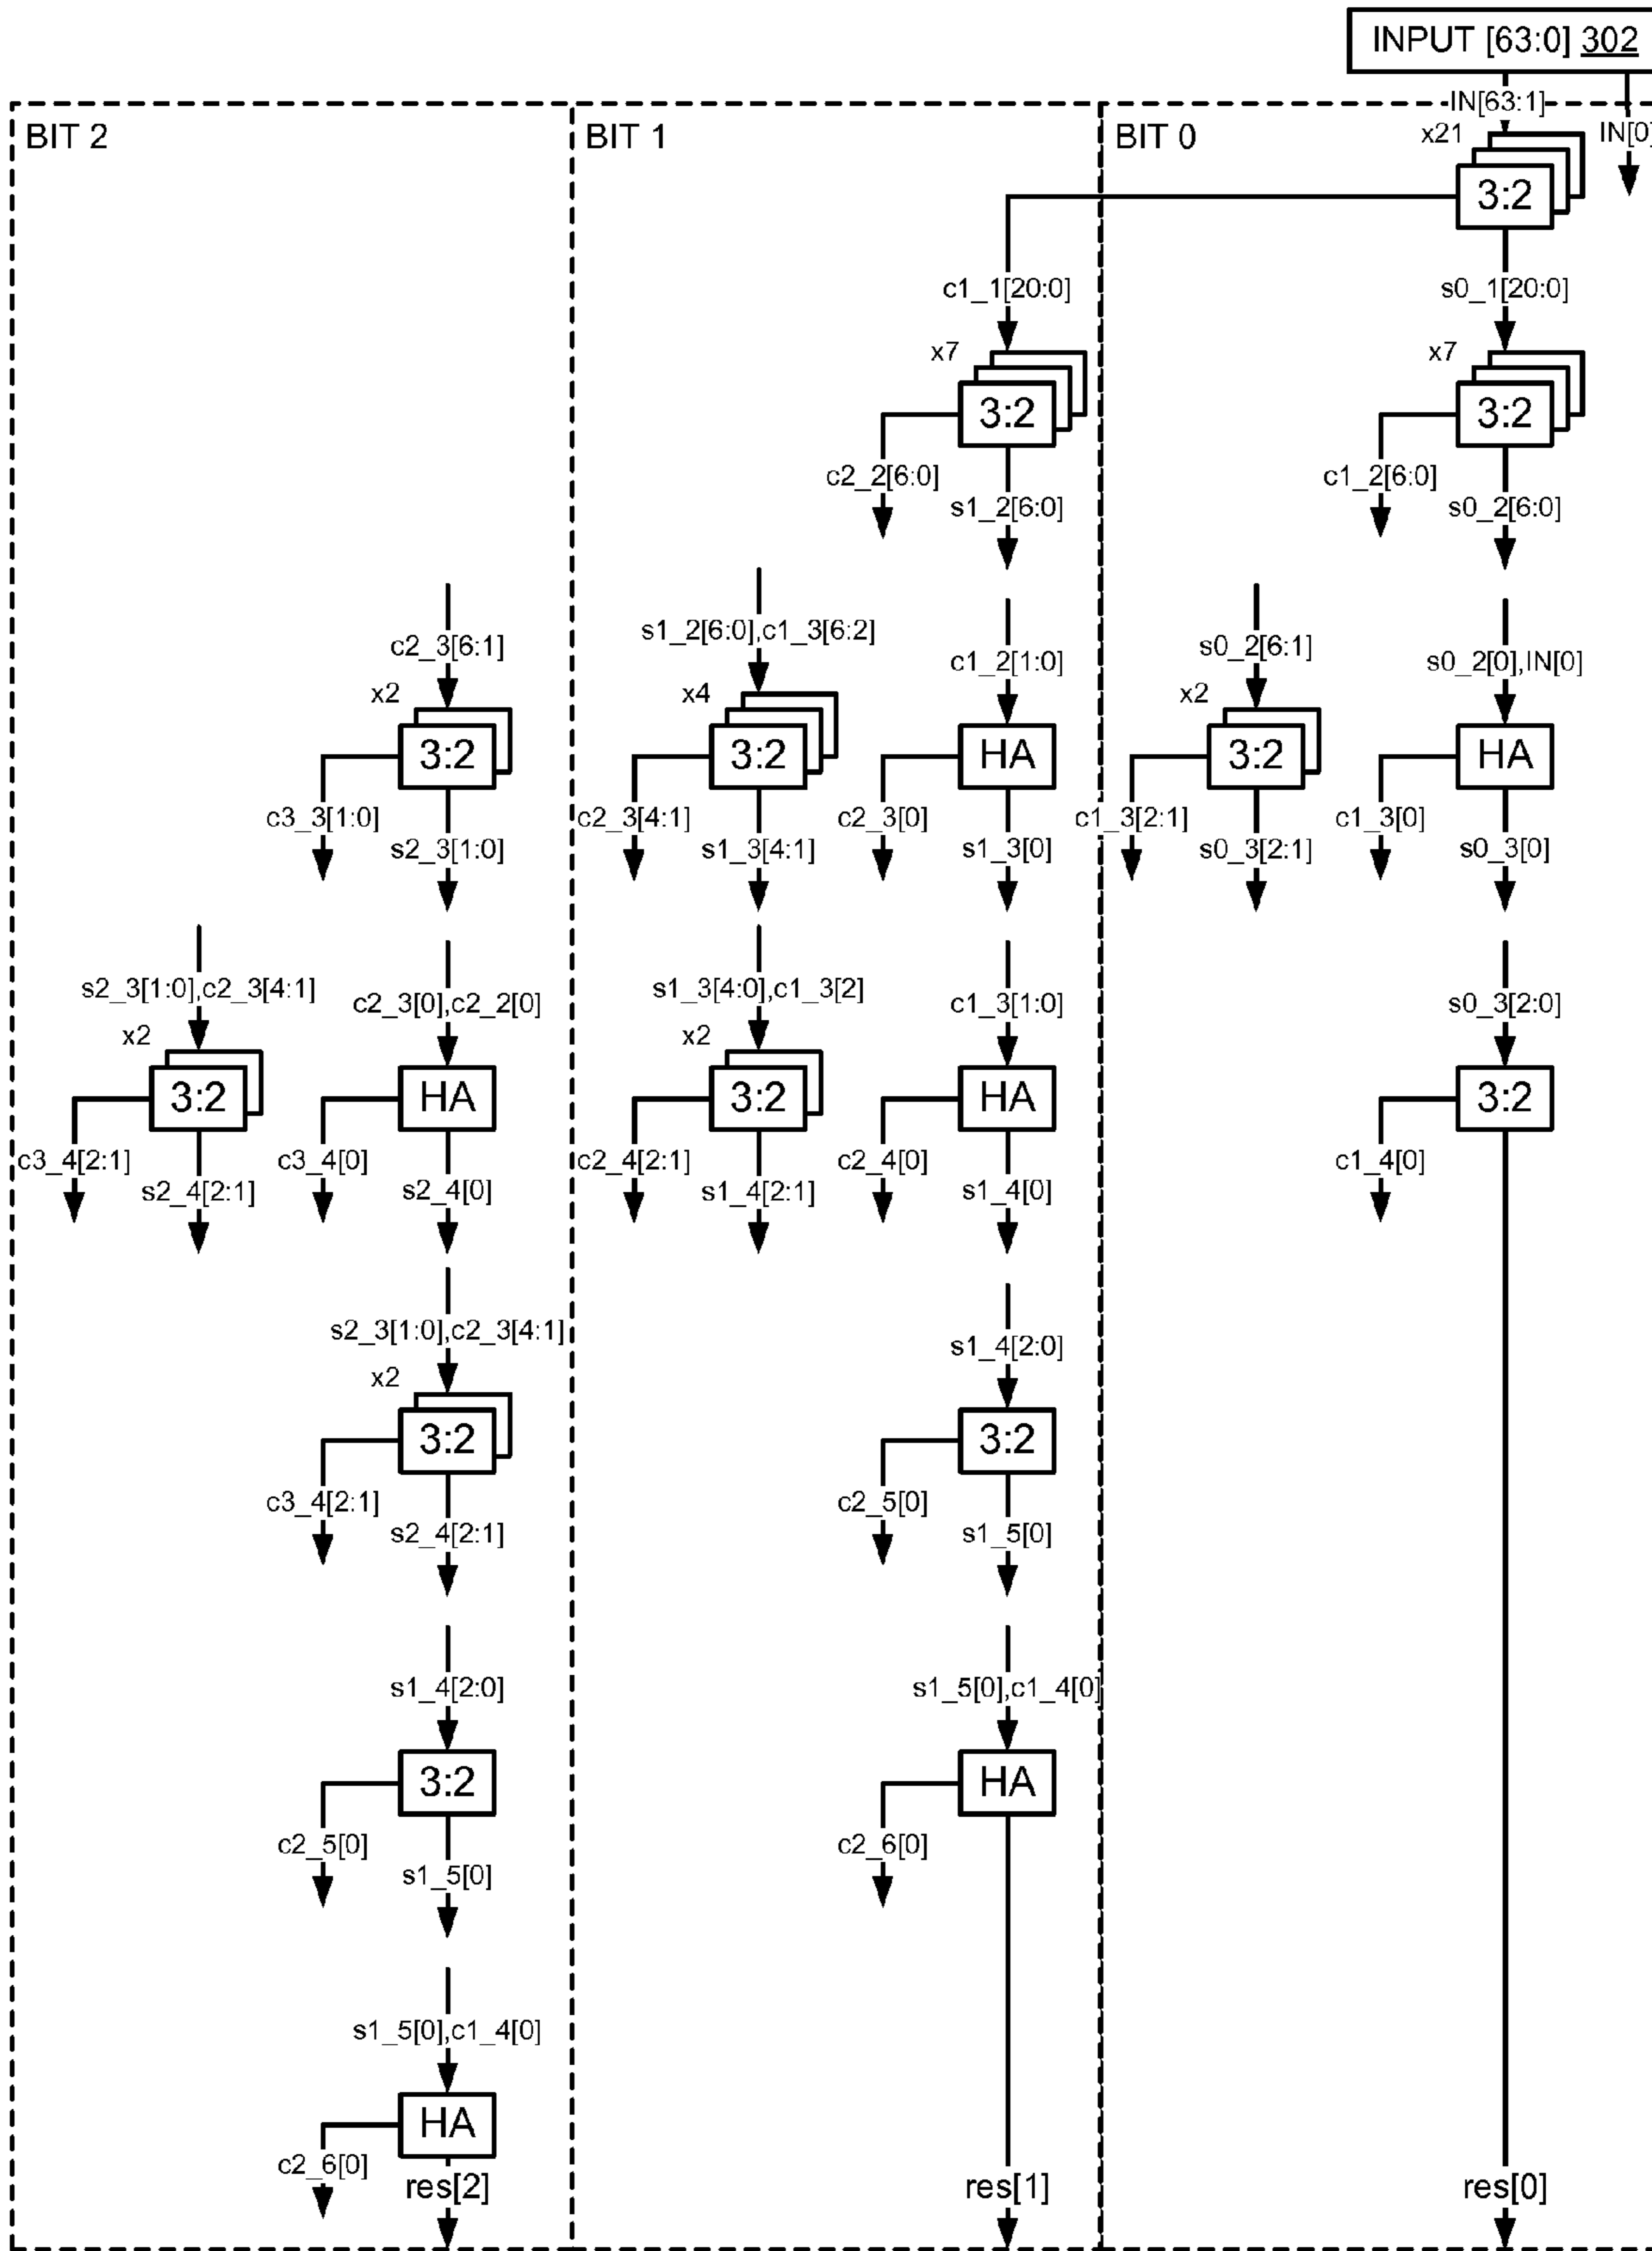 INPUT [63:0] 302
IN[63:1]
IN[0]
BIT 2
BIT 1
BIT 0
x21
3:2
c1_1[20:0]
s0_1[20:0]
x7
3:2
x7
3:2
c2_2[6:0]
s1_2[6:0]
c1_2[6:0]
s0_2[6:0]
c2_3[6:1]
s1_2[6:0],c1_3[6:2]
c1_2[1:0]
s0_2[6:1]
s0_2[0],IN[0]
x2
3:2
x4
3:2
HA
x2
3:2
HA
c3_3[1:0]
s2_3[1:0]
c2_3[4:1]
s1_3[4:1]
c2_3[0]
s1_3[0]
c1_3[2:1]
s0_3[2:1]
c1_3[0]
s0_3[0]
s2_3[1:0],c2_3[4:1]
c2_3[0],c2_2[0]
s1_3[4:0],c1_3[2]
c1_3[1:0]
s0_3[2:0]
x2
3:2
HA
x2
3:2
HA
3:2
c3_4[2:1]
s2_4[2:1]
c3_4[0]
s2_4[0]
c2_4[2:1]
s1_4[2:1]
c2_4[0]
s1_4[0]
c1_4[0]
s2_3[1:0],c2_3[4:1]
s1_4[2:0]
x2
3:2
3:2
c3_4[2:1]
s2_4[2:1]
c2_5[0]
s1_5[0]
s1_4[2:0]
s1_5[0],c1_4[0]
3:2
HA
c2_5[0]
s1_5[0]
c2_6[0]
s1_5[0],c1_4[0]
HA
c2_6[0]
res[2]
res[1]
res[0]